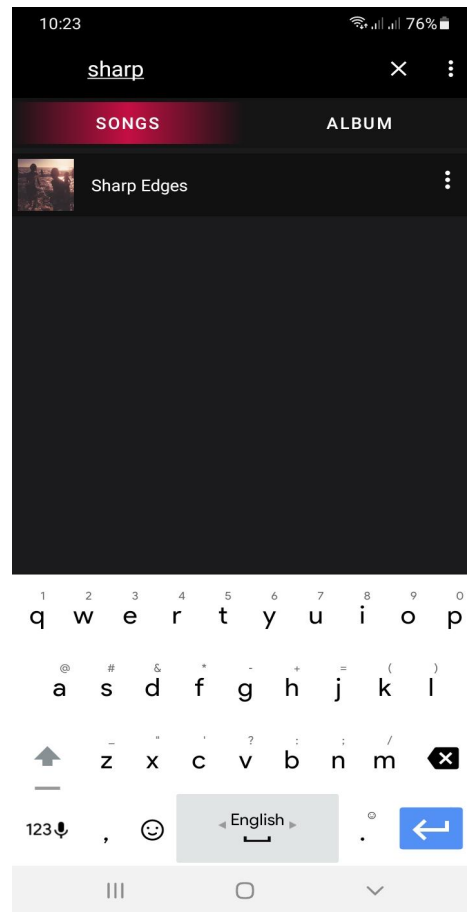 10:23 76%
sharp
SONGS ALBUM
Sharp Edges
1 2 3 4 5 6 7 8 9 0
q w e r t y u i o p
@ # & * - + = ( )
a s d f g h j k l
_ " ' ? : ; /
z x c v b n m
123 , English .